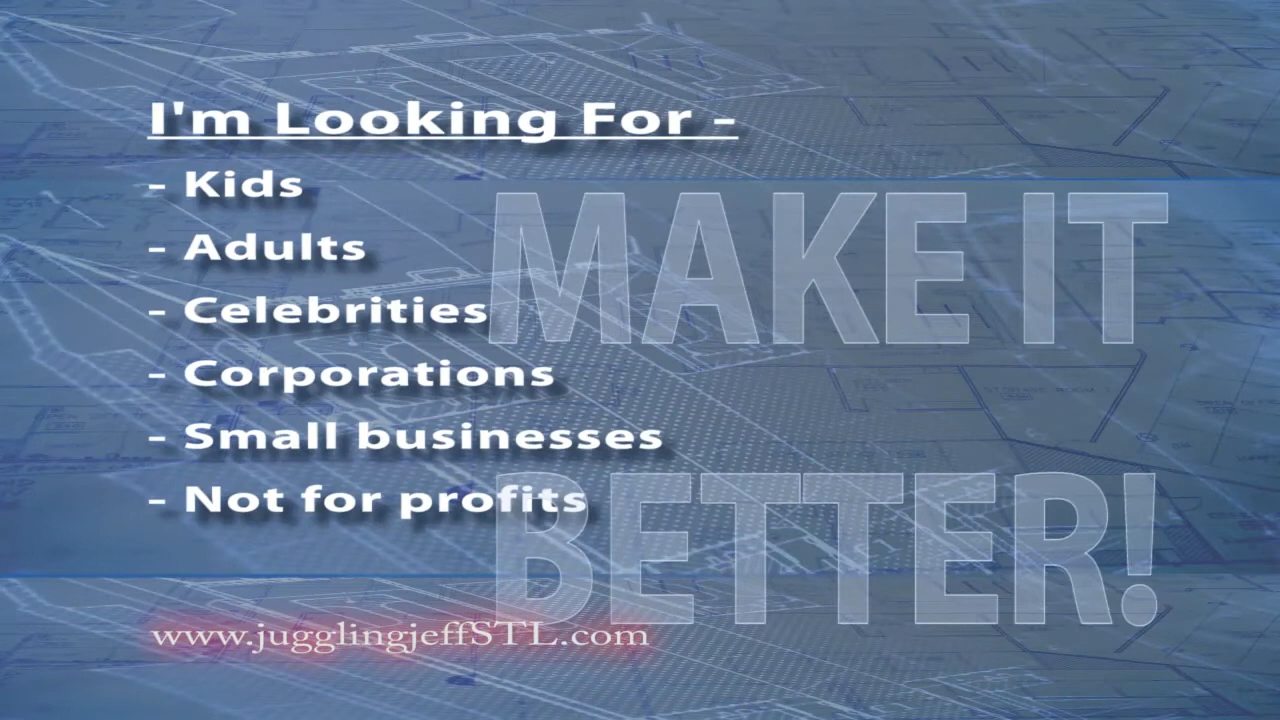 I'm Looking For -
- Kids
- Adults
- Celebrities
- Corporations
- Small businesses
- Not for profits
MAKE IT
BETTER!
www.jugglingjeffSTL.com